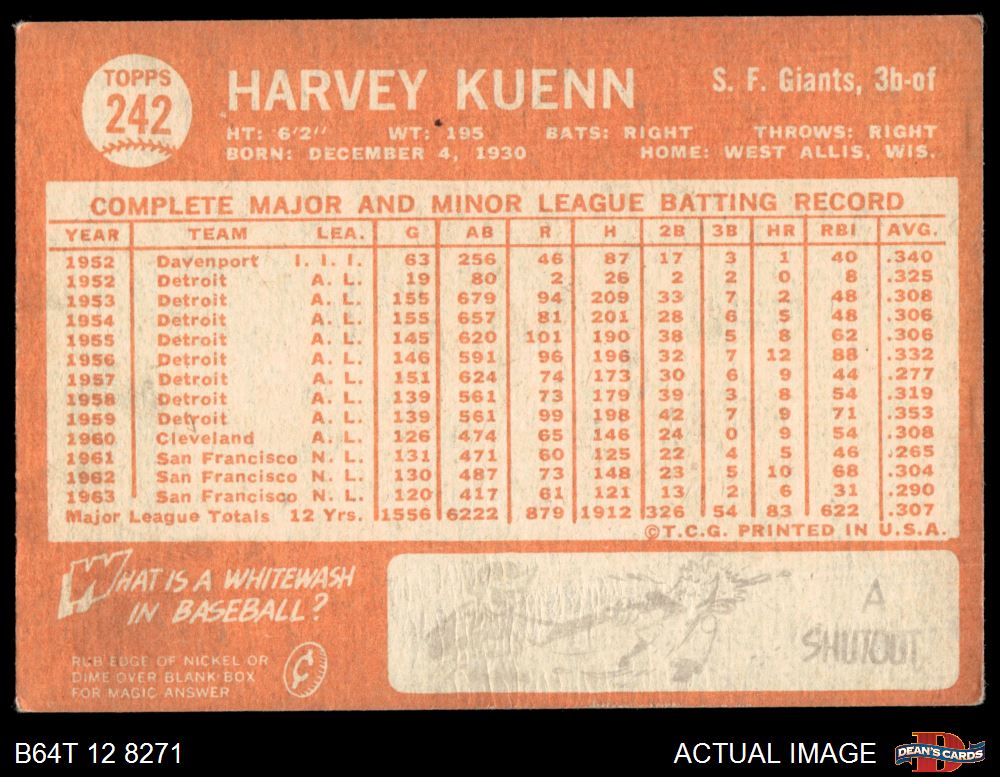 TOPPS
242
HARVEY KUENN S. F. Giants, 3b-of
HT: 6'2" WT: 195 BATS: RIGHT THROWS: RIGHT
BORN: DECEMBER 4, 1930 HOME: WEST ALLIS, WIS.
COMPLETE MAJOR AND MINOR LEAGUE BATTING RECORD
YEAR TEAM LEA. G AB R H 2B 3B HR RBI AVG.
1952 Davenport I. I. I. 63 256 46 87 17 3 1 40 .340
1952 Detroit A. L. 19 80 2 26 2 2 0 8 .325
1953 Detroit A. L. 155 679 94 209 33 7 2 48 .308
1954 Detroit A. L. 155 657 81 201 28 6 5 48 .306
1955 Detroit A. L. 145 620 101 190 38 5 8 62 .306
1956 Detroit A. L. 146 591 96 196 32 7 12 88 .332
1957 Detroit A. L. 151 624 74 173 30 6 9 44 .277
1958 Detroit A. L. 139 561 73 179 39 3 8 54 .319
1959 Detroit A. L. 139 561 99 198 42 7 9 71 .353
1960 Cleveland A. L. 126 474 65 146 24 0 9 54 .308
1961 San Francisco N. L. 131 471 60 125 22 4 5 46 .265
1962 San Francisco N. L. 130 487 73 148 23 5 10 68 .304
1963 San Francisco N. L. 120 417 61 121 13 2 6 31 .290
Major League Totals 12 Yrs. 1556 6222 879 1912 326 54 83 622 .307
©T.C.G. PRINTED IN U.S.A.
WHAT IS A WHITEWASH
IN BASEBALL?
RUB EDGE OF NICKEL OR
DIME OVER BLANK BOX
FOR MAGIC ANSWER
A
SHUTOUT
B64T 12 8271 ACTUAL IMAGE DEAN'S CARDS